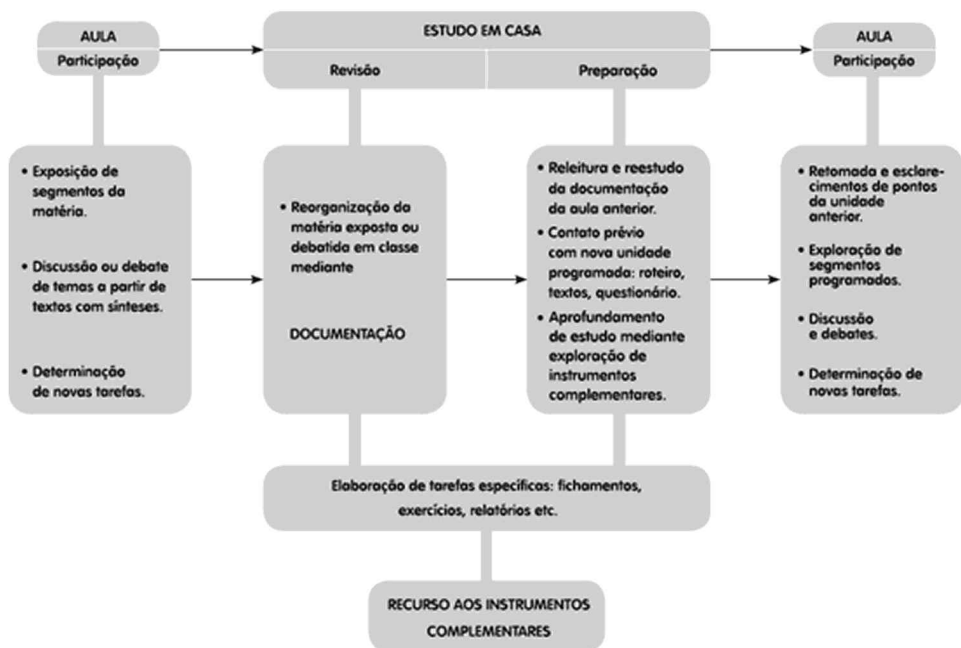 AULA
Participação
ESTUDO EM CASA
Revisão
Preparação
AULA
Participação
• Exposição de
segmentos da
matéria.
• Discussão ou debate
de temas a partir de
textos com sínteses.
• Determinação
de novas tarefas.
• Reorganização da
matéria exposta ou
debatida em classe
mediante
DOCUMENTAÇÃO
• Releitura e reestudo
da documentação
da aula anterior.
• Contato prévio
com nova unidade
programada: roteiro,
textos, questionário.
• Aprofundamento
de estudo mediante
exploração de
instrumentos
complementares.
• Retomada e esclare-
cimentos de pontos
da unidade
anterior.
• Exploração de
segmentos
programados.
• Discussão
e debates.
• Determinação de
novas tarefas.
Elaboração de tarefas específicas: fichamentos,
exercícios, relatórios etc.
RECURSO AOS INSTRUMENTOS
COMPLEMENTARES